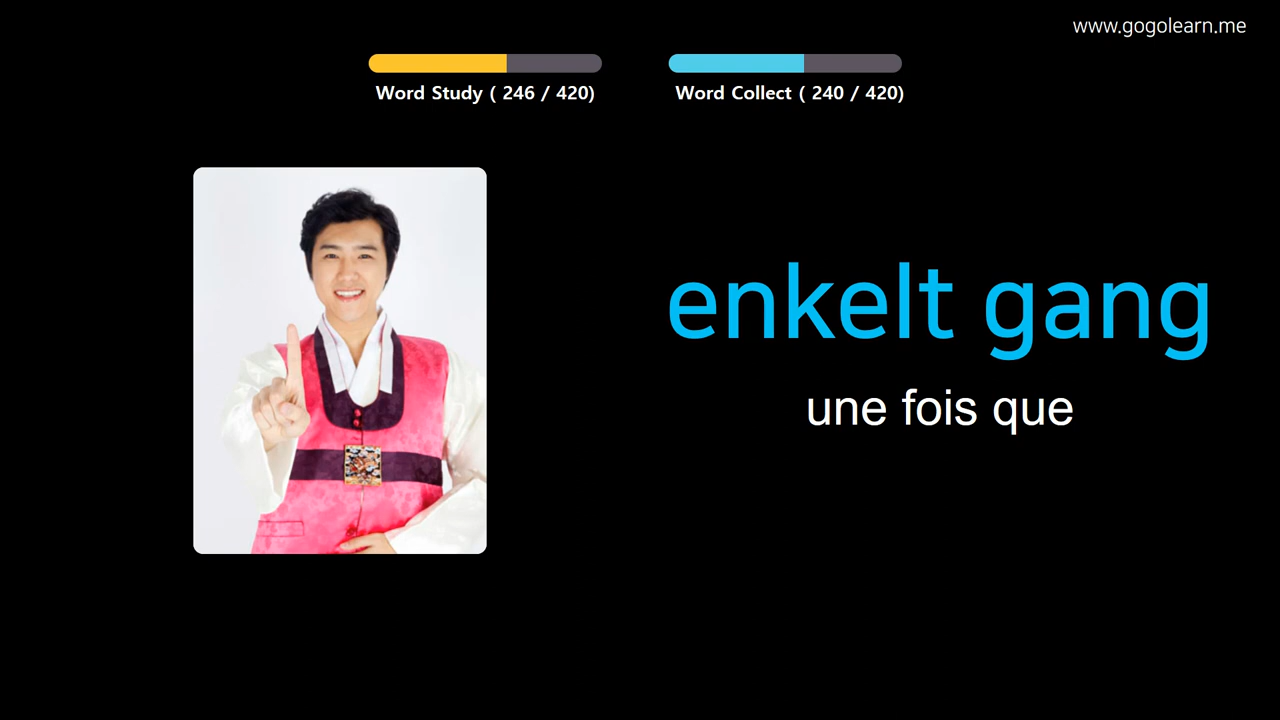 www.gogolearn.me
Word Study ( 246 / 420)
Word Collect ( 240 / 420)
enkelt gang
une fois que